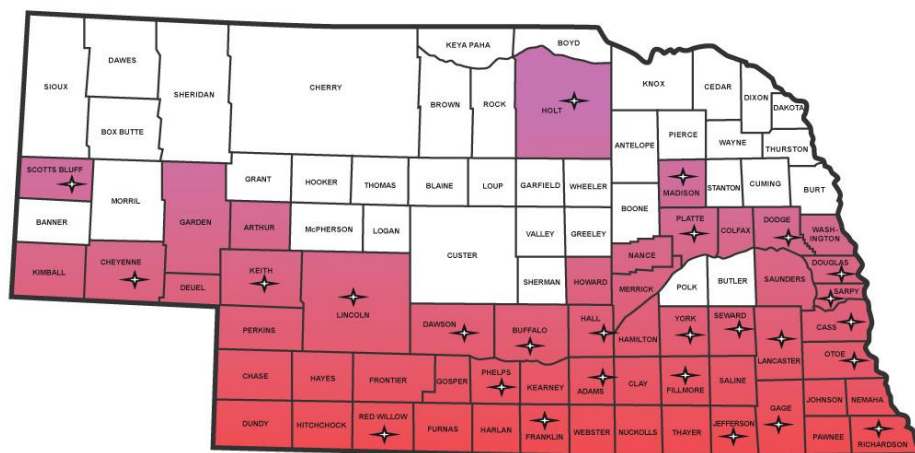 KEYA PAHA
BOYD
SIOUX
DAWES
SHERIDAN
CHERRY
BROWN
ROCK
HOLT
KNOX
CEDAR
DIXON
DAKOTA
BOX BUTTE
ANTELOPE
PIERCE
WAYNE
THURSTON
SCOTTS BLUFF
MORRIL
GARDEN
GRANT
HOOKER
THOMAS
BLAINE
LOUP
GARFIELD
WHEELER
BOONE
MADISON
STANTON
CUMING
BURT
BANNER
ARTHUR
McPHERSON
LOGAN
CUSTER
VALLEY
GREELEY
PLATTE
COLFAX
DODGE
WASH-
INGTON
KIMBALL
CHEYENNE
DEUEL
KEITH
LINCOLN
SHERMAN
HOWARD
NANCE
MERRICK
POLK
BUTLER
SAUNDERS
DOUGLAS
SARPY
PERKINS
DAWSON
BUFFALO
HALL
HAMILTON
YORK
SEWARD
LANCASTER
CASS
OTOE
CHASE
HAYES
FRONTIER
GOSPER
PHELPS
KEARNEY
ADAMS
CLAY
FILLMORE
SALINE
GAGE
JOHNSON
NEMAHA
DUNDY
HITCHCHOCK
RED WILLOW
FURNAS
HARLAN
FRANKLIN
WEBSTER
NUCKOLLS
THAYER
JEFFERSON
PAWNEE
RICHARDSON